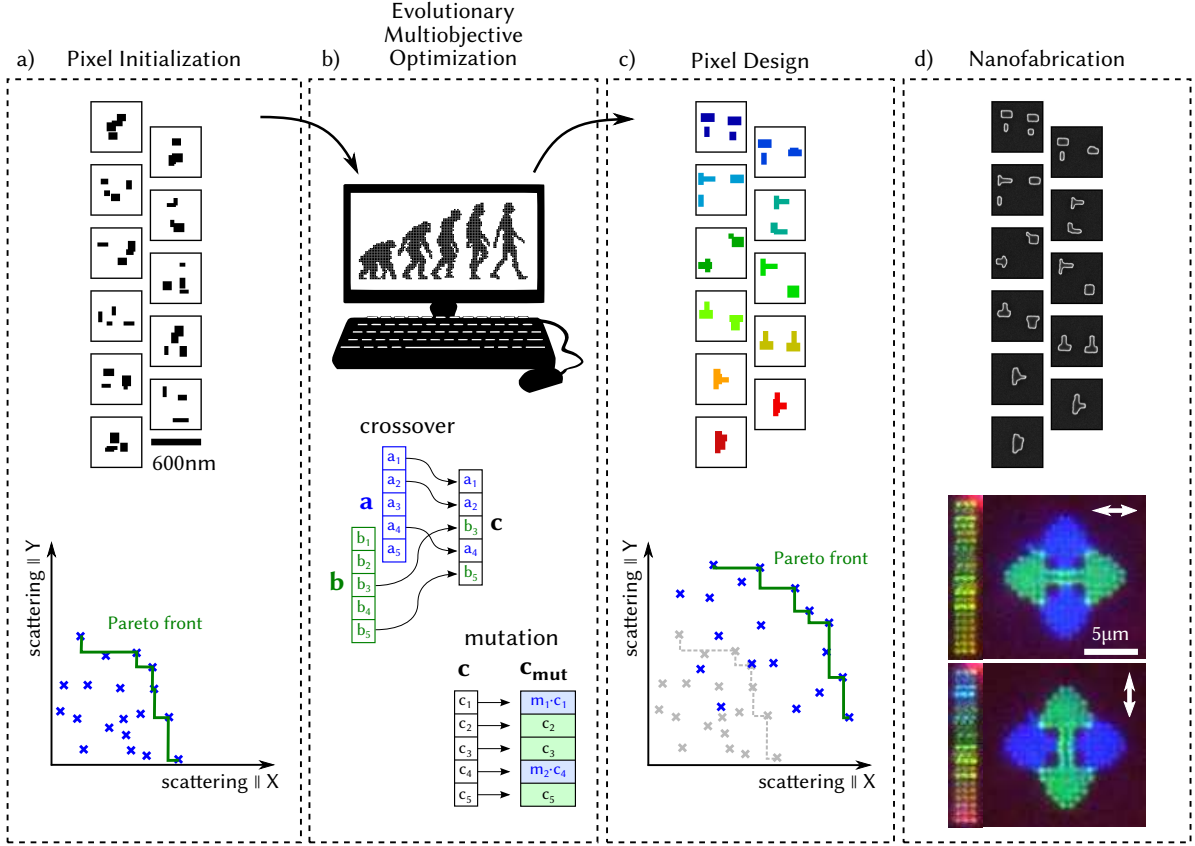 a) Pixel Initialization
600nm
scattering || Y
Pareto front
scattering || X
b) Evolutionary
Multiobjective
Optimization
crossover
a
a₁
a₂
a₃
a₄
a₅
b
b₁
b₂
b₃
b₄
b₅
c
a₁
a₂
b₃
a₄
b₅
mutation
c
c₁
c₂
c₃
c₄
c₅
c_mut
m₁·c₁
c₂
c₃
m₂·c₄
c₅
c) Pixel Design
scattering || Y
Pareto front
scattering || X
d) Nanofabrication
5µm